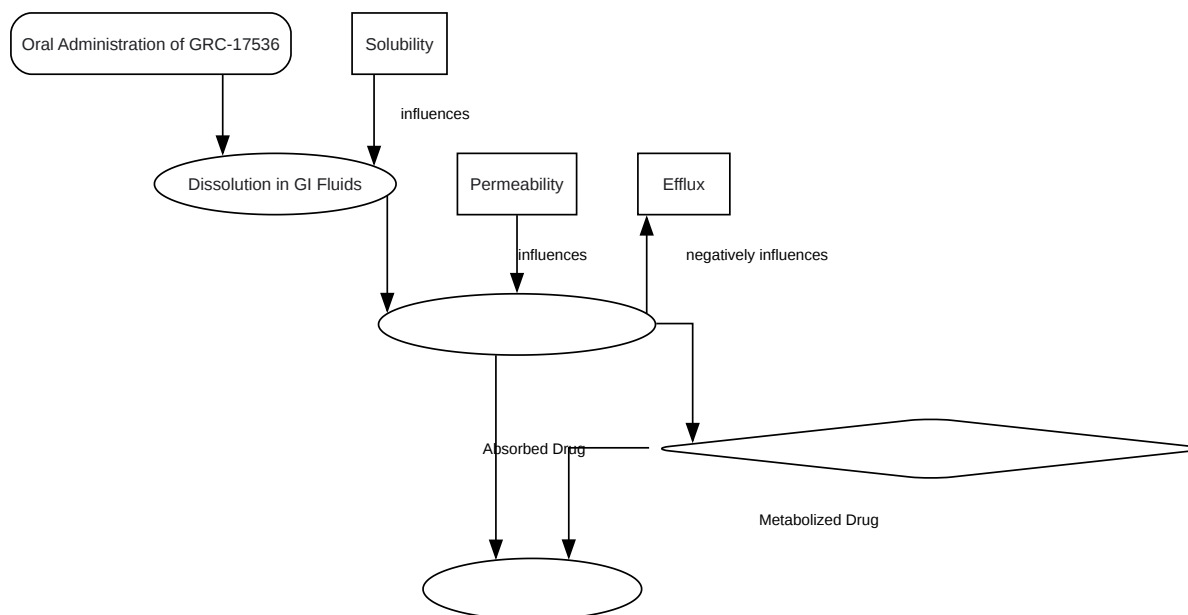 Oral Administration of GRC-17536
Solubility
influences
Dissolution in GI Fluids
Permeability
Efflux
influences
negatively influences
Absorbed Drug
Metabolized Drug